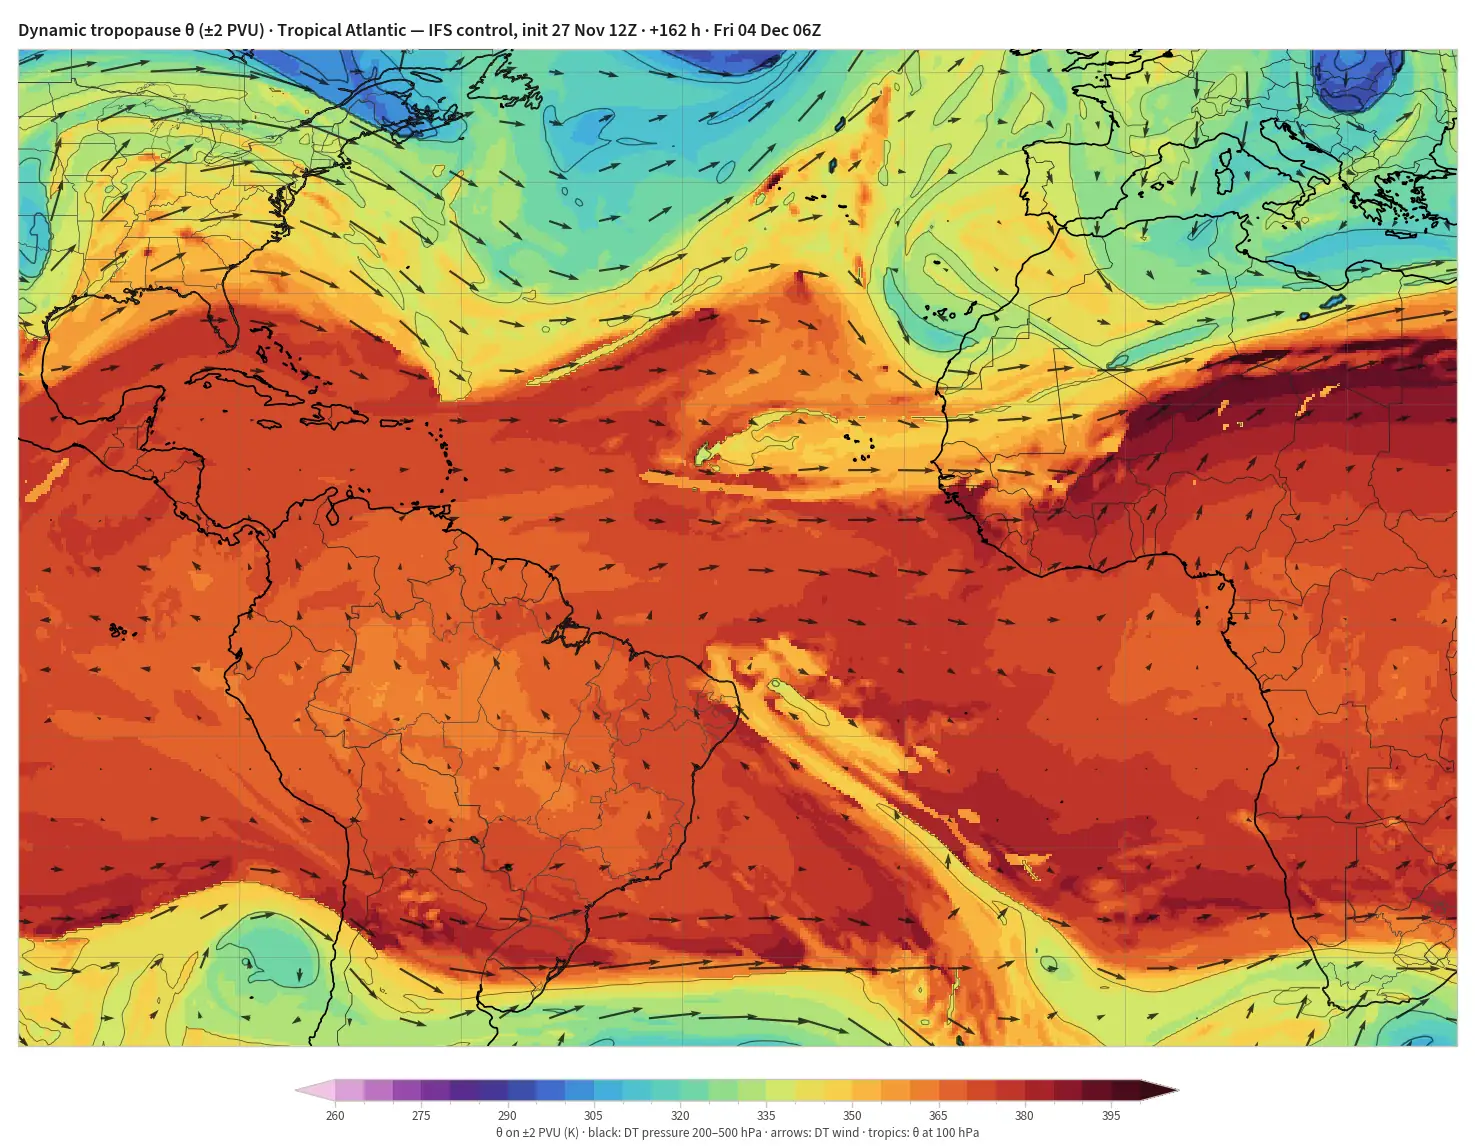 Dynamic tropopause θ (±2 PVU) · Tropical Atlantic — IFS control, init 27 Nov 12Z · +162 h · Fri 04 Dec 06Z
260 275 290 305 320 335 350 365 380 395
θ on ±2 PVU (K) · black: DT pressure 200–500 hPa · arrows: DT wind · tropics: θ at 100 hPa